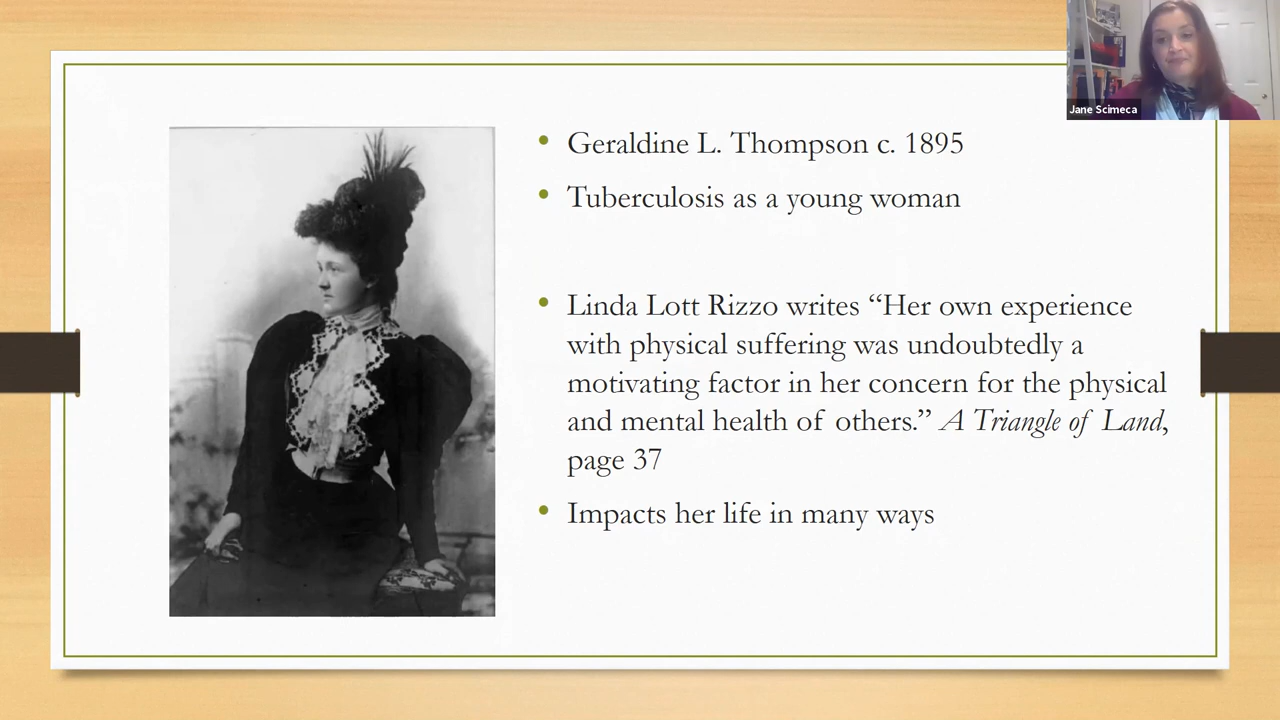 Jane Scimeca
• Geraldine L. Thompson c. 1895
• Tuberculosis as a young woman
• Linda Lott Rizzo writes “Her own experience
with physical suffering was undoubtedly a
motivating factor in her concern for the physical
and mental health of others.” A Triangle of Land,
page 37
• Impacts her life in many ways